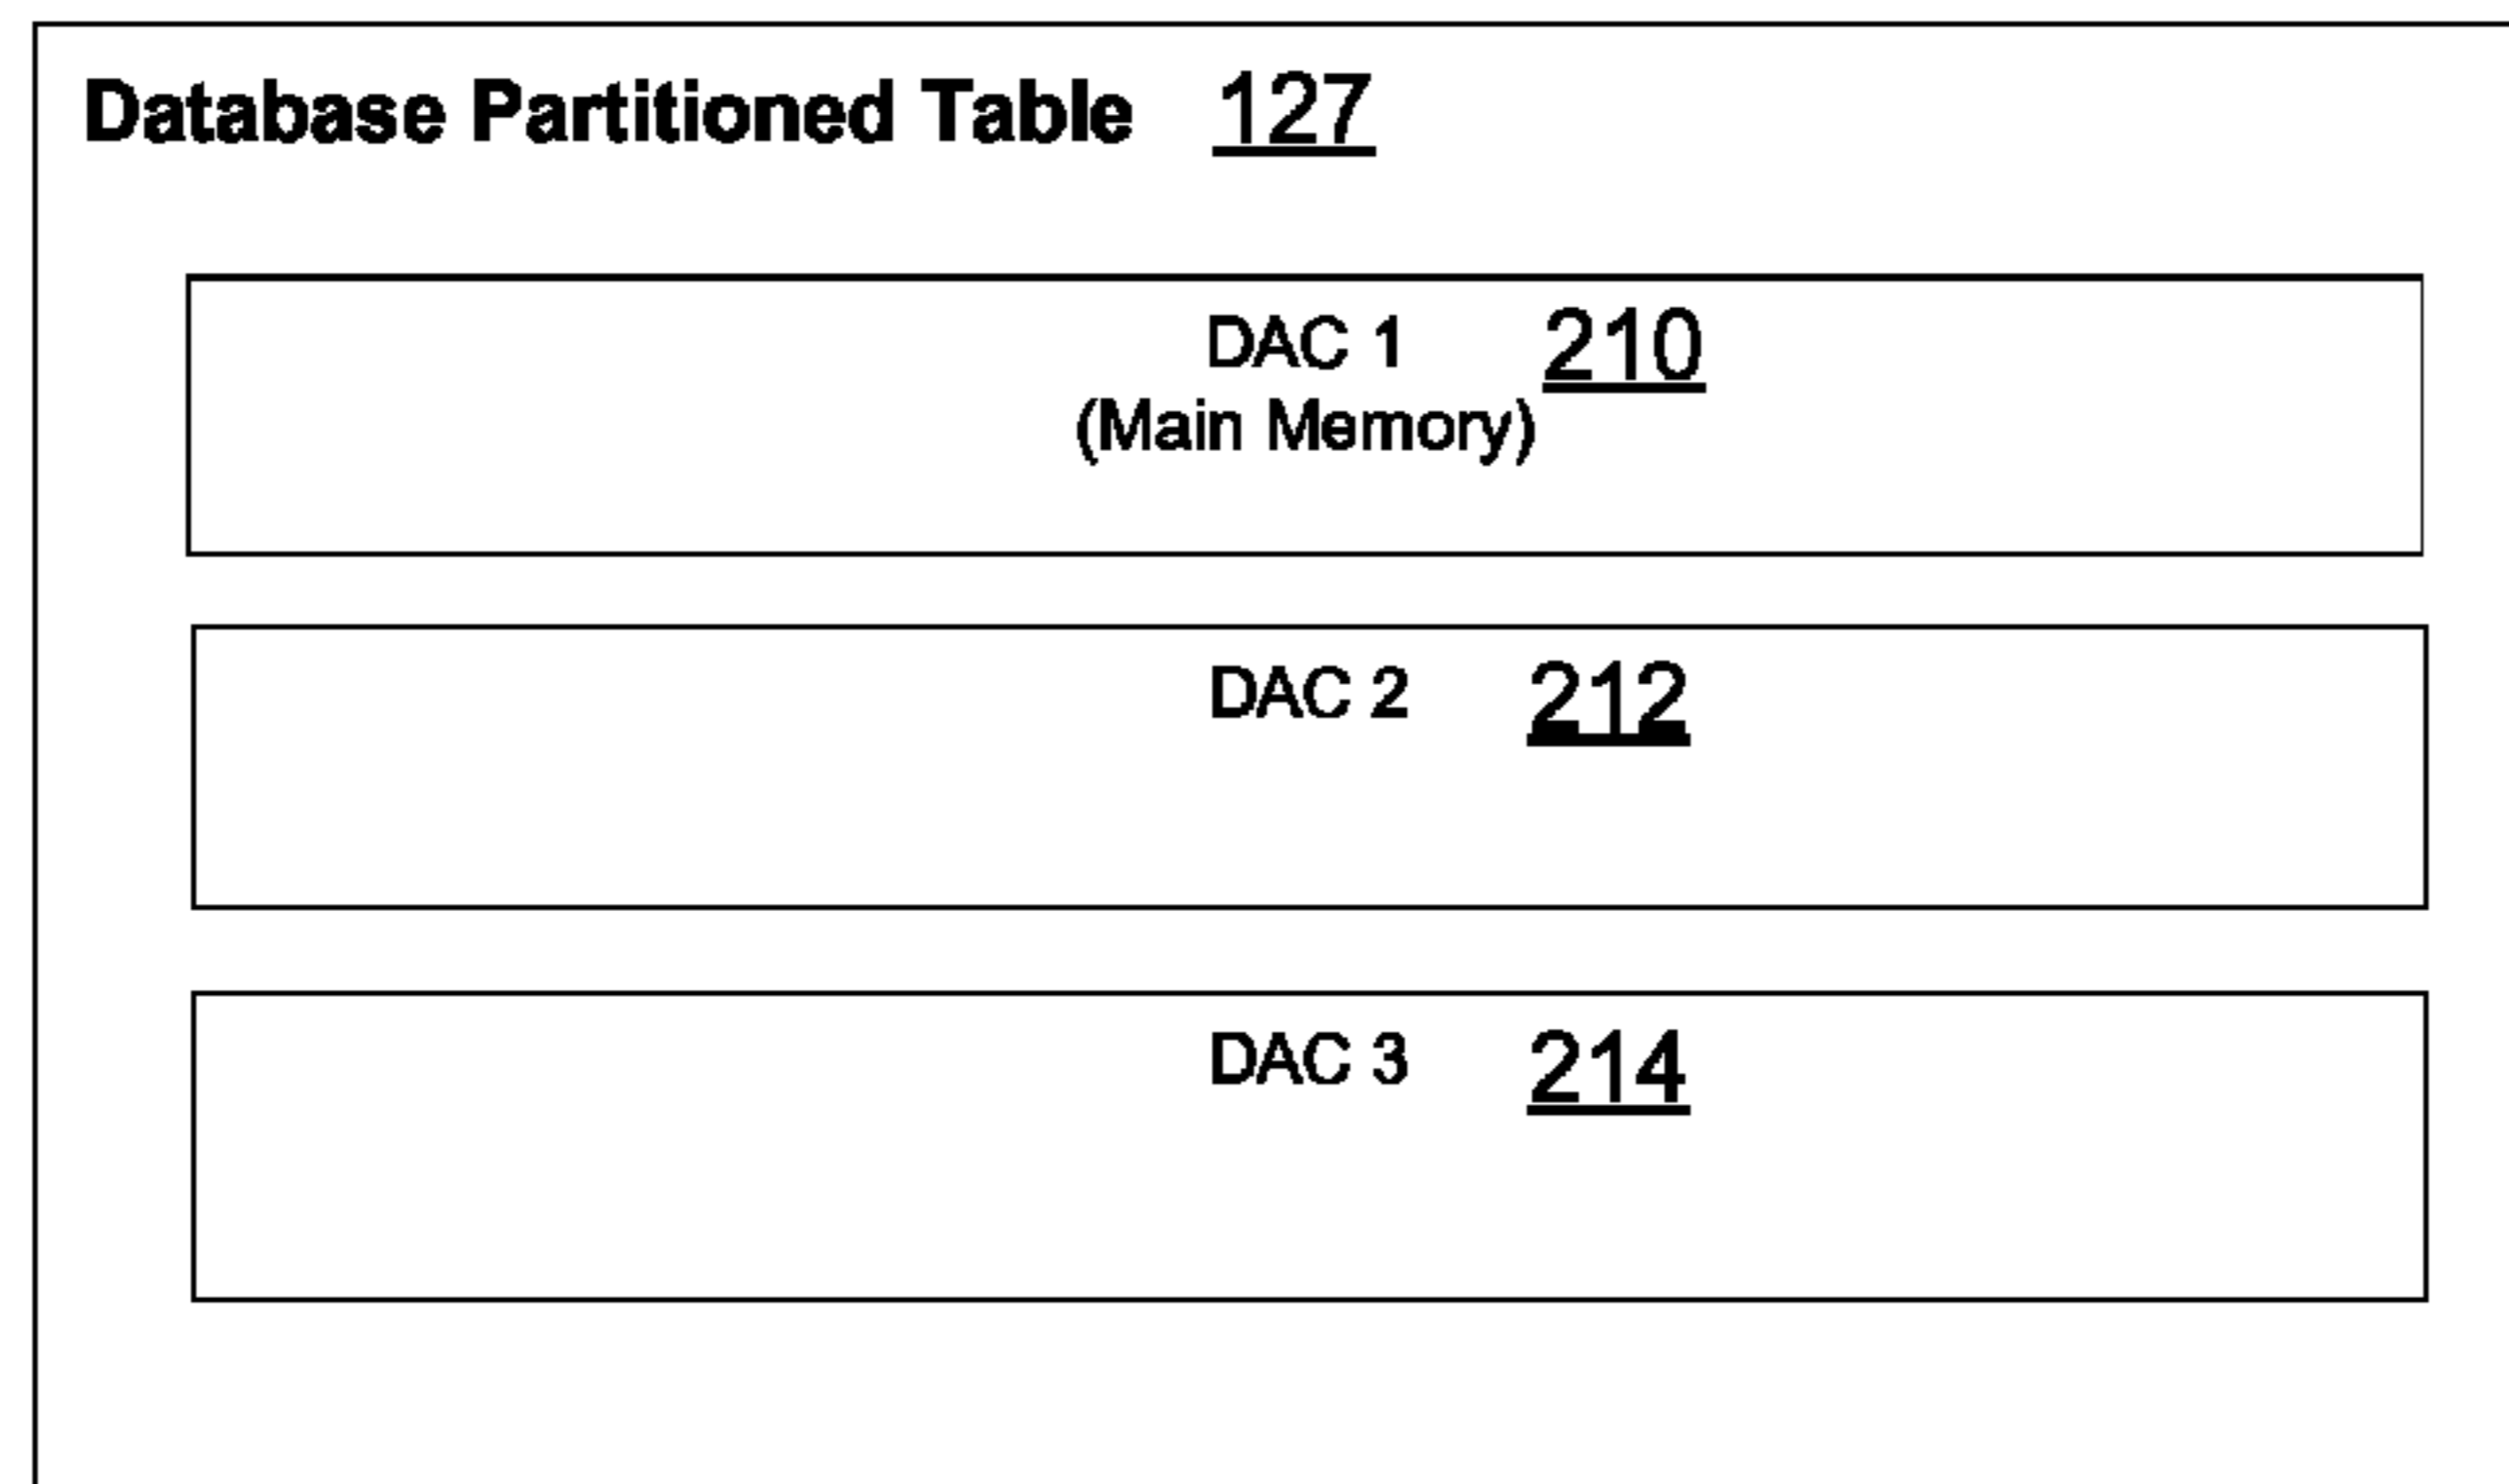 Database Partitioned Table 127
DAC 1 210
(Main Memory)
DAC 2 212
DAC 3 214